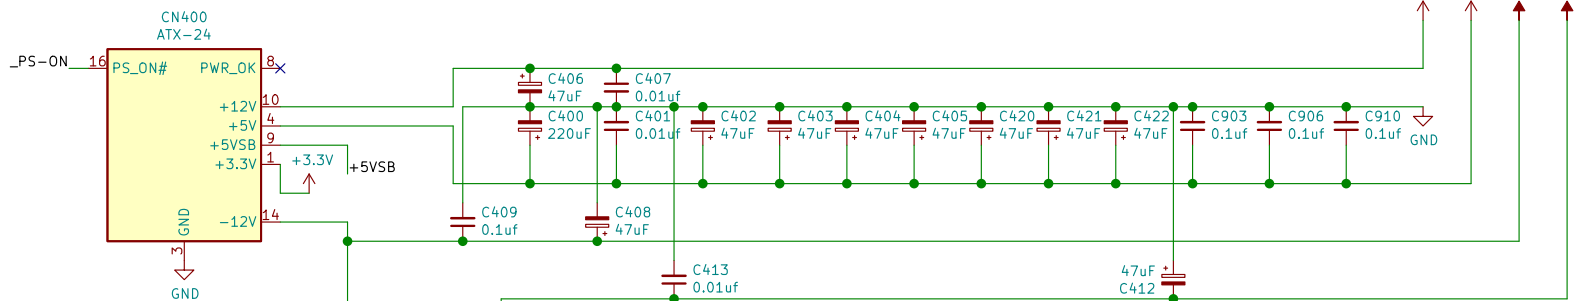 CN400
ATX-24
_PS-ON
16
PS_ON#
PWR_OK
8
+12V
10
+5V
4
+5VSB
9
+3.3V
1
-12V
14
GND
3
GND
+3.3V
+5VSB
C406
47uF
C407
0.01uf
C400
220uF
+
C401
0.01uf
C402
47uF
+
C403
47uF
+
C404
47uF
+
C405
47uF
+
C420
47uF
+
C421
47uF
+
C422
47uF
+
C903
0.1uf
C906
0.1uf
C910
0.1uf
GND
C409
0.1uf
C408
47uF
+
C413
0.01uf
47uF
+
C412